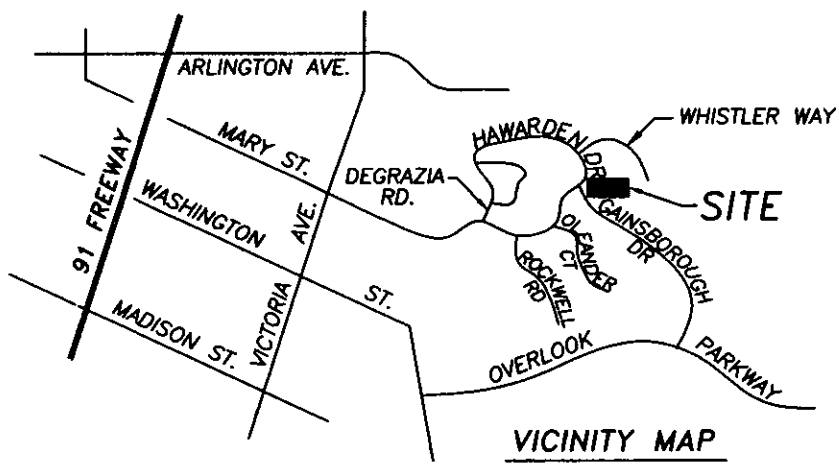 ARLINGTON AVE.
WHISTLER WAY
HAWARDEN DR
MARY ST.
DEGRAZIA
RD.
SITE
91 FREEWAY
WASHINGTON ST.
VICTORIA AVE.
GAINSBOROUGH
DR
OLEANDER
CT
ROCKWELL
RD
MADISON ST.
OVERLOOK PARKWAY
VICINITY MAP